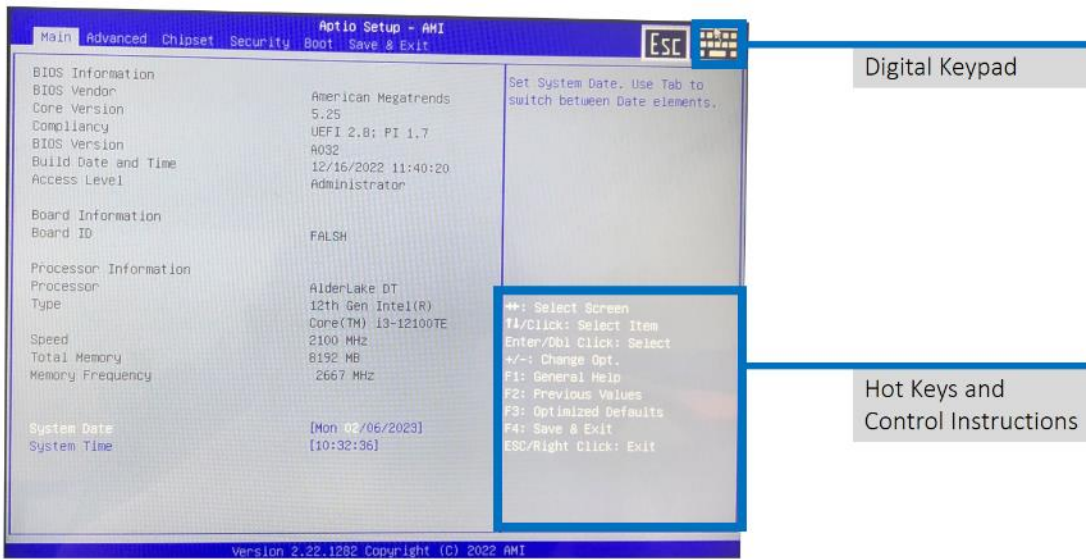 Aptio Setup - AMI
Main Advanced Chipset Security Boot Save & Exit
Esc
Digital Keypad
BIOS Information
BIOS Vendor American Megatrends
Core Version 5.25
Compliancy UEFI 2.8; PI 1.7
BIOS Version A032
Build Date and Time 12/16/2022 11:40:20
Access Level Administrator
Board Information
Board ID FALSH
Processor Information
Processor AlderLake DT
Type 12th Gen Intel(R)
Core(TM) i3-12100TE
Speed 2100 MHz
Total Memory 8192 MB
Memory Frequency 2667 MHz
System Date [Mon 02/06/2023]
System Time [10:32:36]
Set System Date. Use Tab to
switch between Date elements.
→←: Select Screen
↑↓/Click: Select Item
Enter/Dbl Click: Select
+/-: Change Opt.
F1: General Help
F2: Previous Values
F3: Optimized Defaults
F4: Save & Exit
ESC/Right Click: Exit
Hot Keys and
Control Instructions
Version 2.22.1282 Copyright (C) 2022 AMI